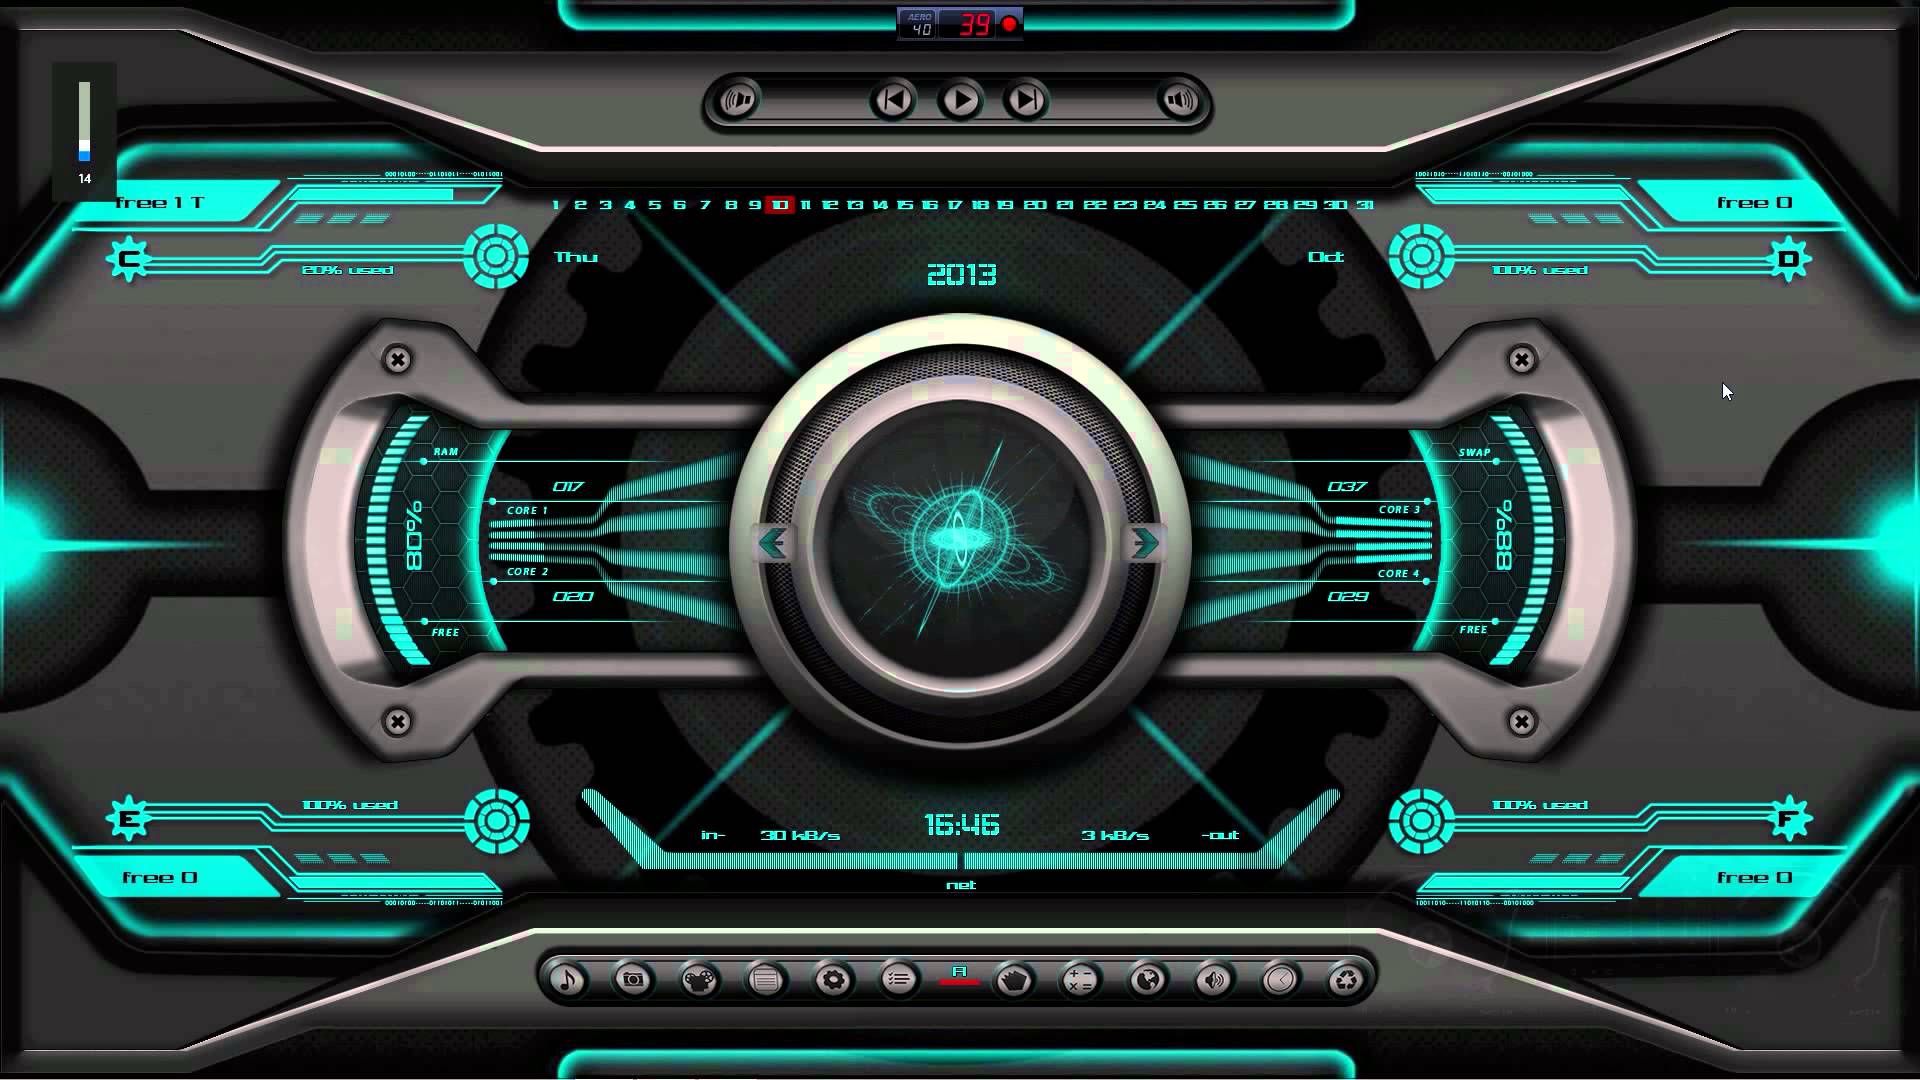 AERO
40 39
14
free 1 T
free 0
1 2 3 4 5 6 7 8 9 10 11 12 13 14 15 16 17 18 19 20 21 22 23 24 25 26 27 28 29 30 31
Thu
Oct
2013
C
20% used
100% used
D
RAM
SWAP
017
037
CORE 1
CORE 3
%08
%88
CORE 2
CORE 4
020
029
FREE
FREE
E
100% used
100% used
F
in-
30 kB/s
15:45
3 kB/s
-out
free 0
free 0
net
A